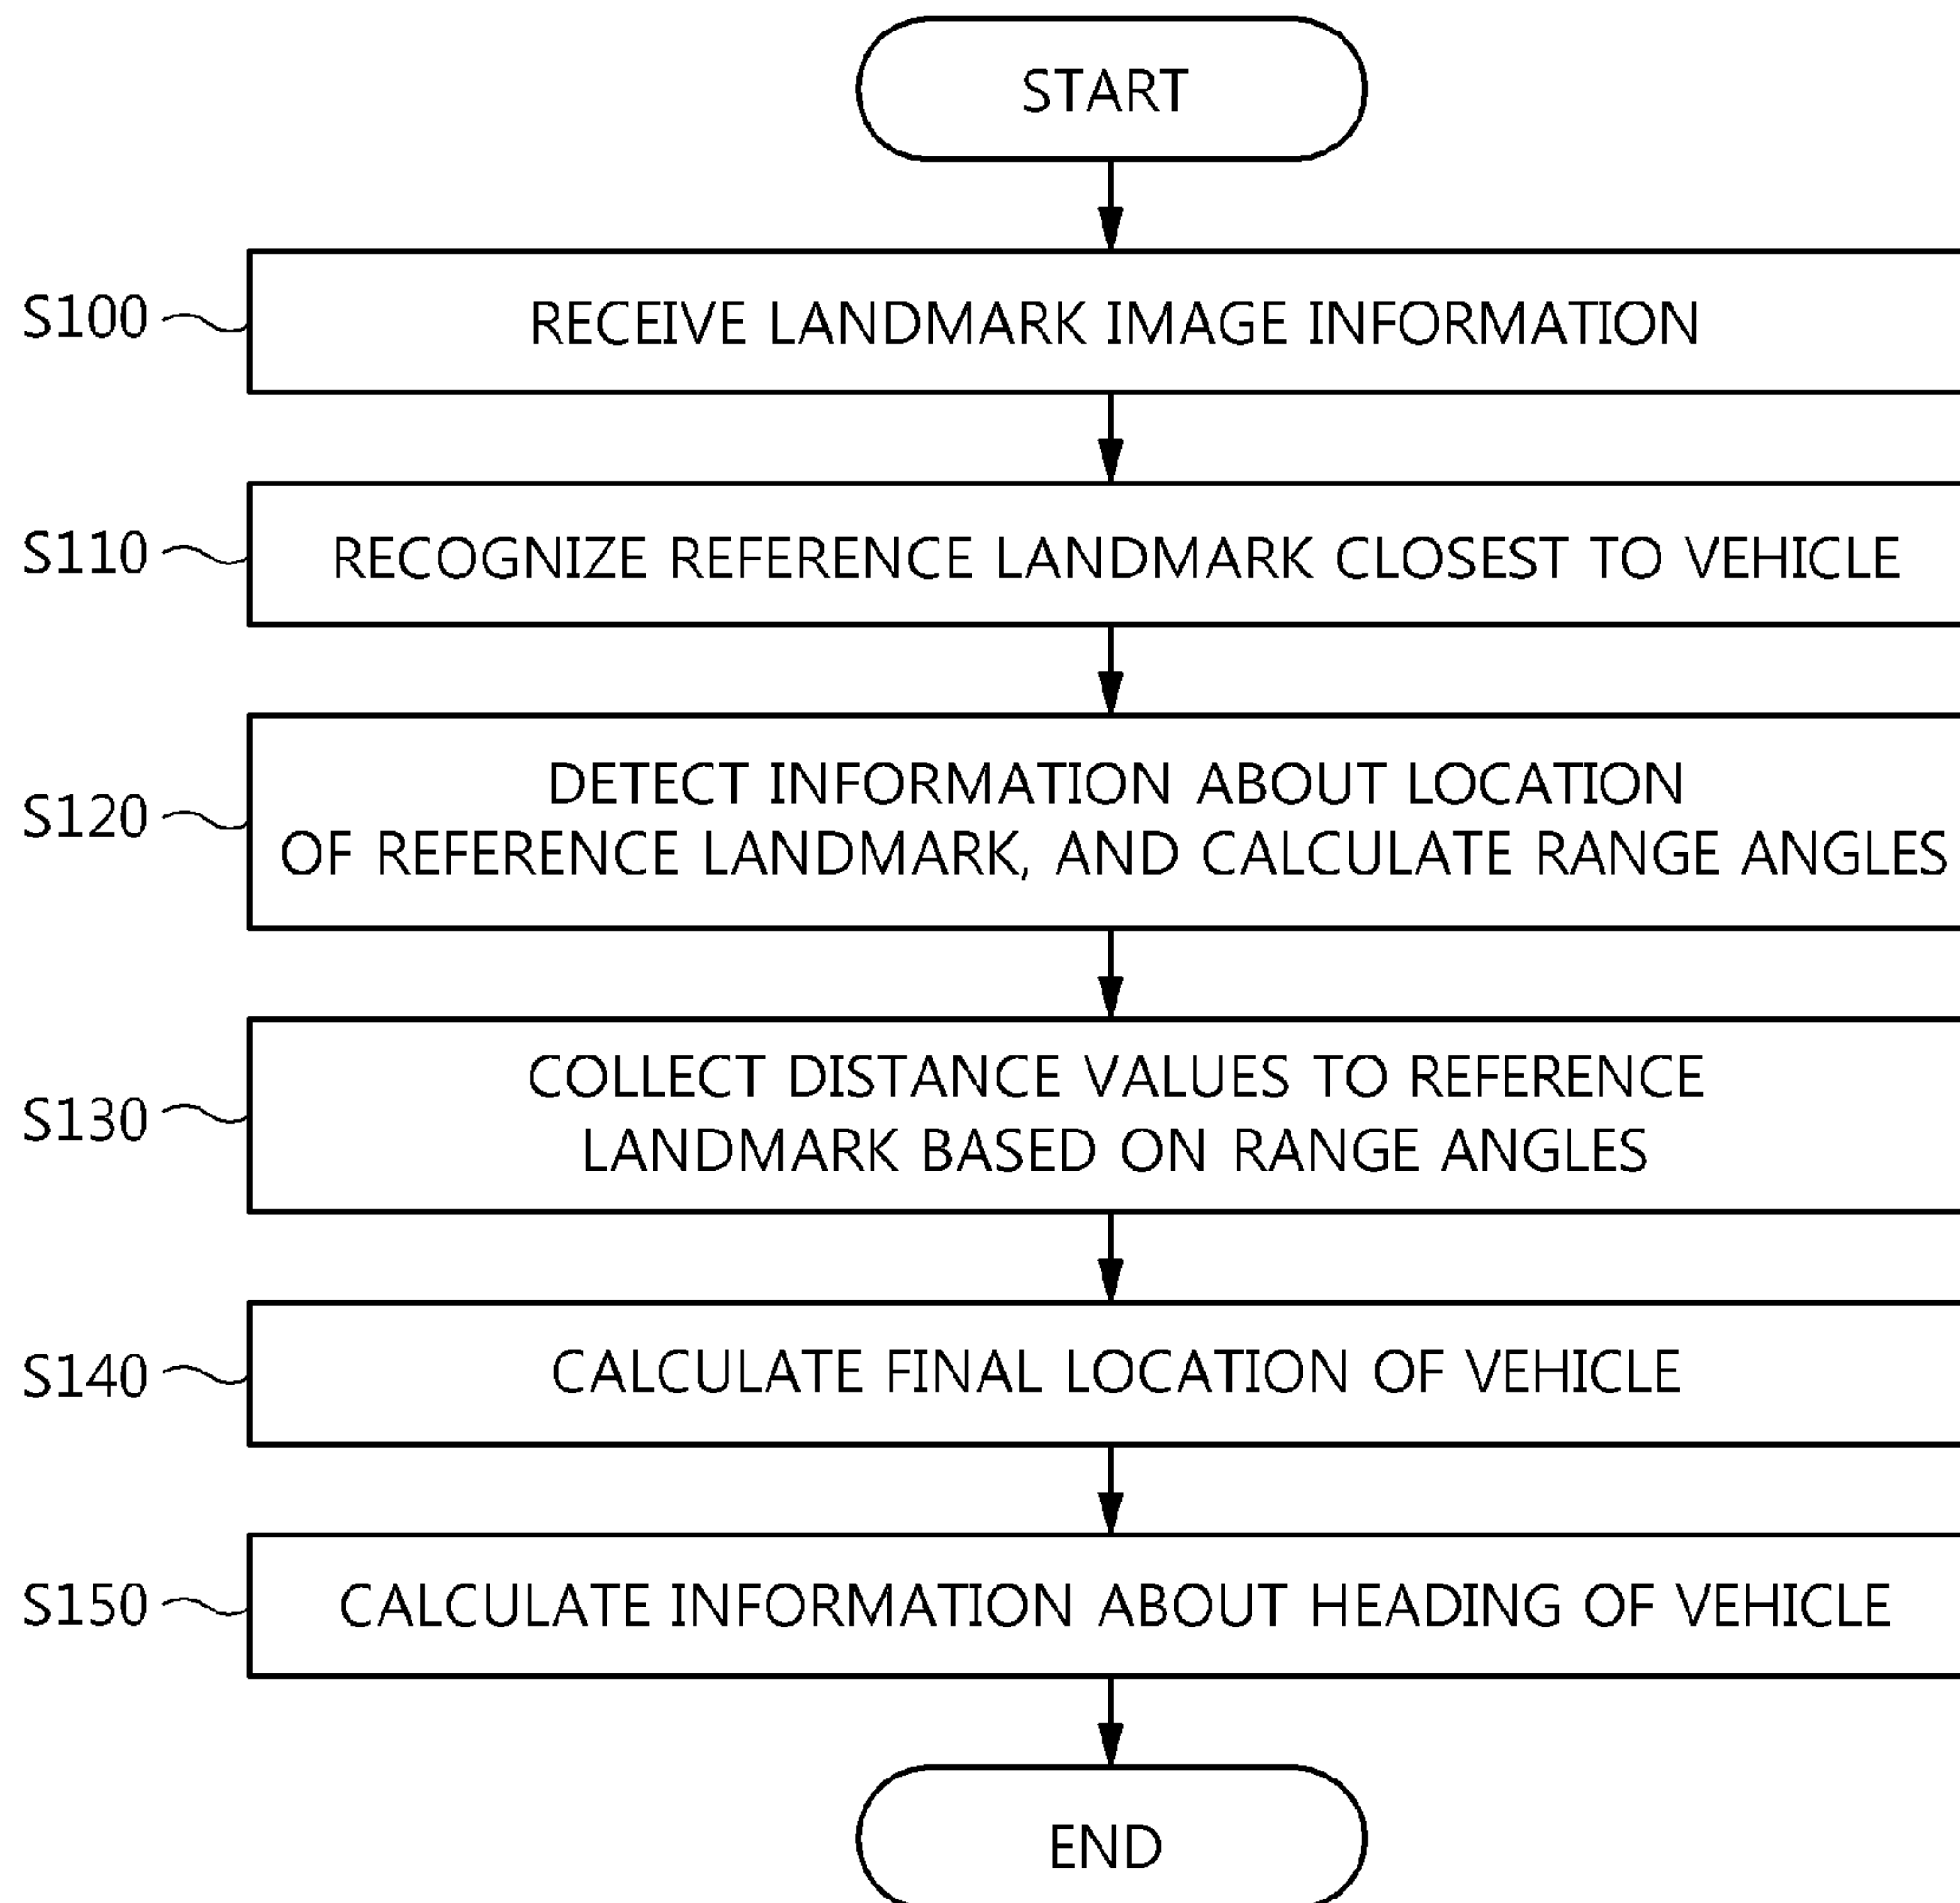 START
S100
RECEIVE LANDMARK IMAGE INFORMATION
S110
RECOGNIZE REFERENCE LANDMARK CLOSEST TO VEHICLE
S120
DETECT INFORMATION ABOUT LOCATION
OF REFERENCE LANDMARK, AND CALCULATE RANGE ANGLES
S130
COLLECT DISTANCE VALUES TO REFERENCE
LANDMARK BASED ON RANGE ANGLES
S140
CALCULATE FINAL LOCATION OF VEHICLE
S150
CALCULATE INFORMATION ABOUT HEADING OF VEHICLE
END